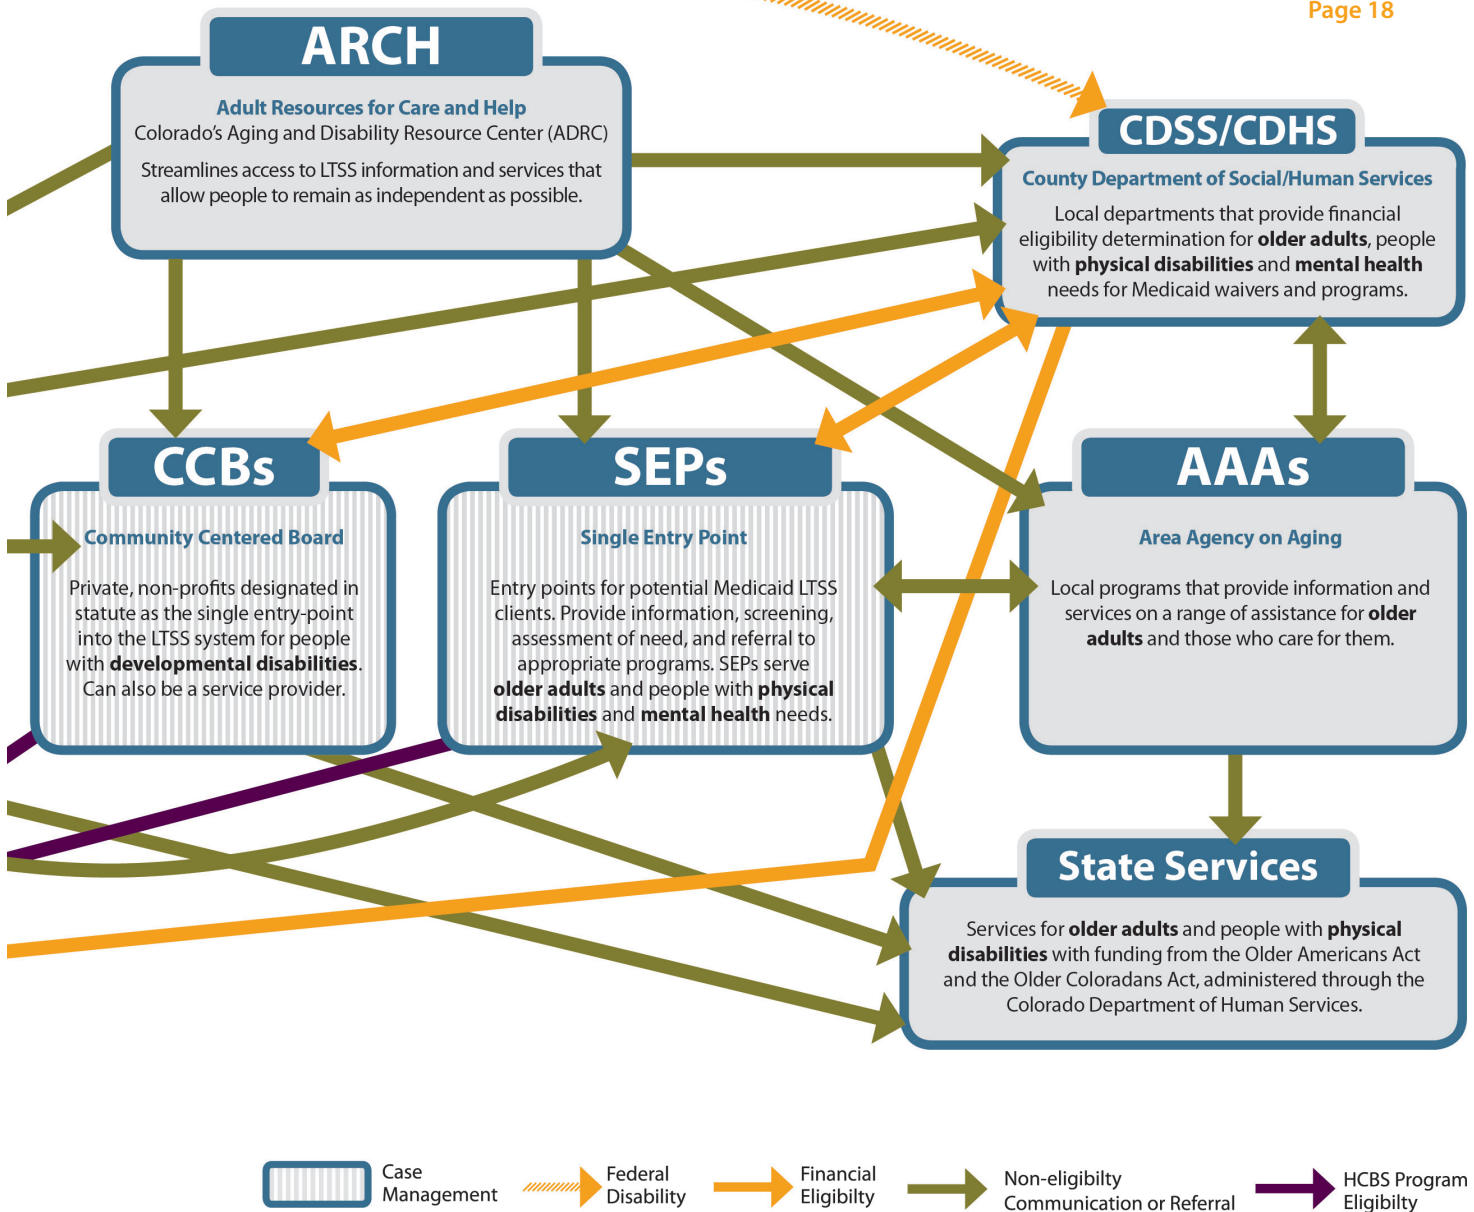 Page 18
ARCH
Adult Resources for Care and Help
Colorado’s Aging and Disability Resource Center (ADRC)
Streamlines access to LTSS information and services that
allow people to remain as independent as possible.
CDSS/CDHS
County Department of Social/Human Services
Local departments that provide financial
eligibility determination for older adults, people
with physical disabilities and mental health
needs for Medicaid waivers and programs.
CCBs
Community Centered Board
Private, non-profits designated in
statute as the single entry-point
into the LTSS system for people
with developmental disabilities.
Can also be a service provider.
SEPs
Single Entry Point
Entry points for potential Medicaid LTSS
clients. Provide information, screening,
assessment of need, and referral to
appropriate programs. SEPs serve
older adults and people with physical
disabilities and mental health needs.
AAAs
Area Agency on Aging
Local programs that provide information and
services on a range of assistance for older
adults and those who care for them.
State Services
Services for older adults and people with physical
disabilities with funding from the Older Americans Act
and the Older Coloradans Act, administered through the
Colorado Department of Human Services.
Case
Management
Federal
Disability
Financial
Eligibilty
Non-eligibilty
Communication or Referral
HCBS Program
Eligibilty